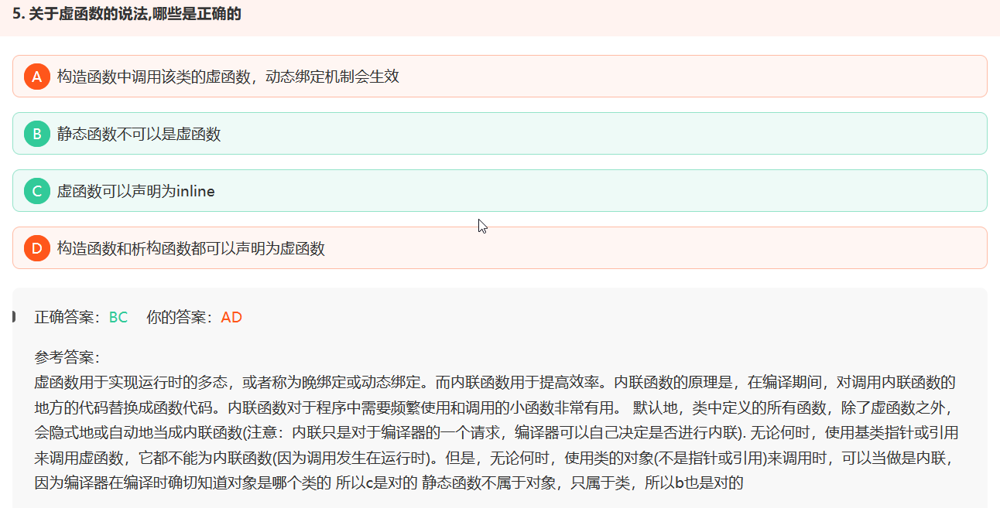 5. 关于虚函数的说法,哪些是正确的
A 构造函数中调用该类的虚函数，动态绑定机制会生效
B 静态函数不可以是虚函数
C 虚函数可以声明为inline
D 构造函数和析构函数都可以声明为虚函数
正确答案：BC 你的答案：AD
参考答案：
虚函数用于实现运行时的多态，或者称为晚绑定或动态绑定。而内联函数用于提高效率。内联函数的原理是，在编译期间，对调用内联函数的
地方的代码替换成函数代码。内联函数对于程序中需要频繁使用和调用的小函数非常有用。 默认地，类中定义的所有函数，除了虚函数之外，
会隐式地或自动地当成内联函数(注意：内联只是对于编译器的一个请求，编译器可以自己决定是否进行内联). 无论何时，使用基类指针或引用
来调用虚函数，它都不能为内联函数(因为调用发生在运行时)。但是，无论何时，使用类的对象(不是指针或引用)来调用时，可以当做是内联，
因为编译器在编译时确切知道对象是哪个类的 所以c是对的 静态函数不属于对象，只属于类，所以b也是对的